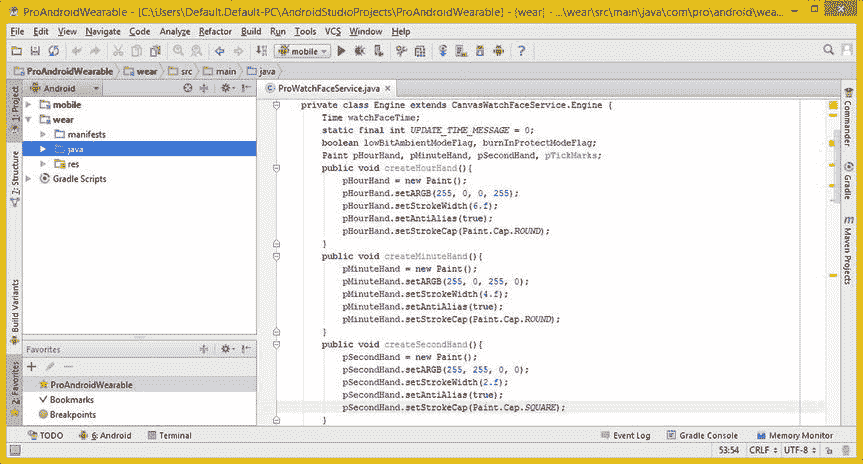 ProAndroidWearable - [C:\Users\Default.Default-PC\AndroidStudioProjects\ProAndroidWearable] - [wear] - ...\wear\src\main\java\com\pro\android\wea...
File Edit View Navigate Code Analyze Refactor Build Run Tools VCS Window Help
mobile
ProAndroidWearable wear src main java
Android
ProWatchFaceService.java
1: Project
2: Structure
Build Variants
2: Favorites
mobile
wear
manifests
java
res
Gradle Scripts
Favorites
ProAndroidWearable
Bookmarks
Breakpoints
private class Engine extends CanvasWatchFaceService.Engine {
Time watchFaceTime;
static final int UPDATE_TIME_MESSAGE = 0;
boolean lowBitAmbientModeFlag, burnInProtectModeFlag;
Paint pHourHand, pMinuteHand, pSecondHand, pTickMarks;
public void createHourHand(){
pHourHand = new Paint();
pHourHand.setARGB(255, 0, 0, 255);
pHourHand.setStrokeWidth(6.f);
pHourHand.setAntiAlias(true);
pHourHand.setStrokeCap(Paint.Cap.ROUND);
}
public void createMinuteHand(){
pMinuteHand = new Paint();
pMinuteHand.setARGB(255, 0, 255, 0);
pMinuteHand.setStrokeWidth(4.f);
pMinuteHand.setAntiAlias(true);
pMinuteHand.setStrokeCap(Paint.Cap.ROUND);
}
public void createSecondHand(){
pSecondHand = new Paint();
pSecondHand.setARGB(255, 255, 0, 0);
pSecondHand.setStrokeWidth(2.f);
pSecondHand.setAntiAlias(true);
pSecondHand.setStrokeCap(Paint.Cap.SQUARE);
}
Commander
Gradle
Maven Projects
TODO 6: Android Terminal Event Log Gradle Console Memory Monitor
53:54 CRLF UTF-8